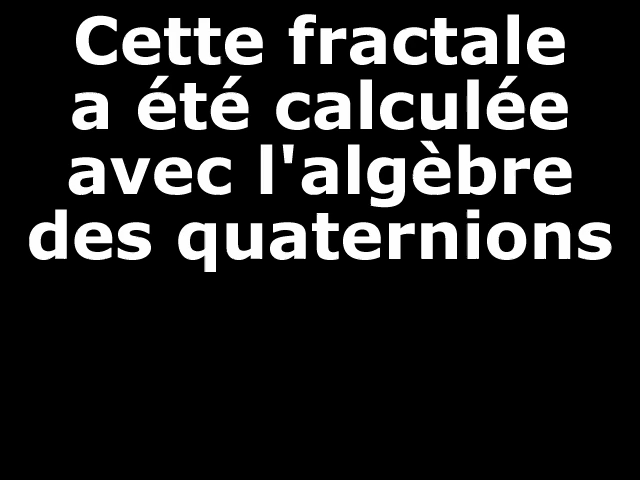 Cette fractale
a été calculée
avec l'algèbre
des quaternions